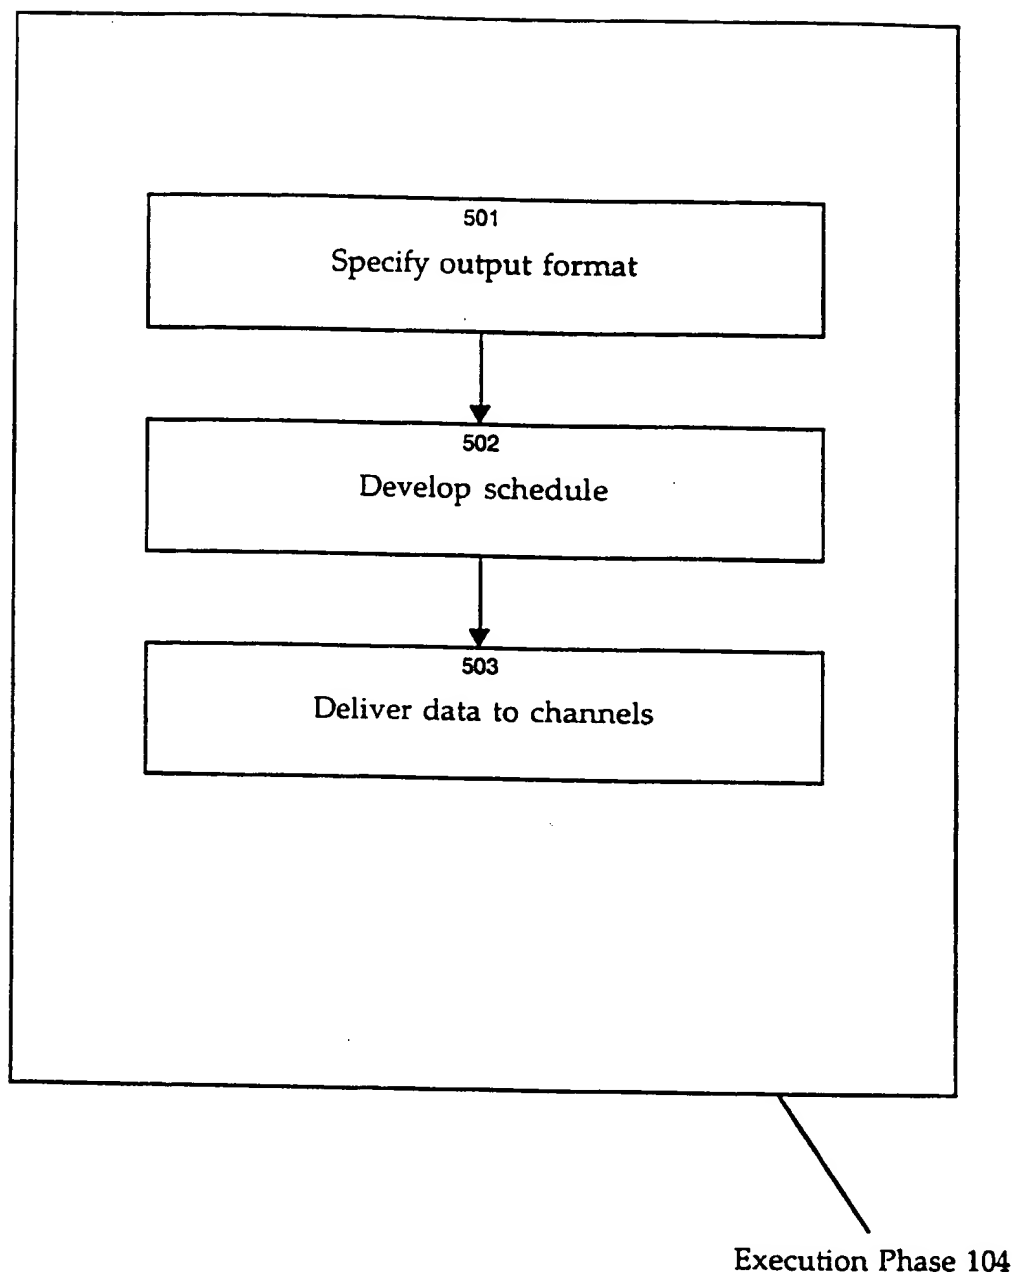 501
Specify output format
502
Develop schedule
503
Deliver data to channels
Execution Phase 104